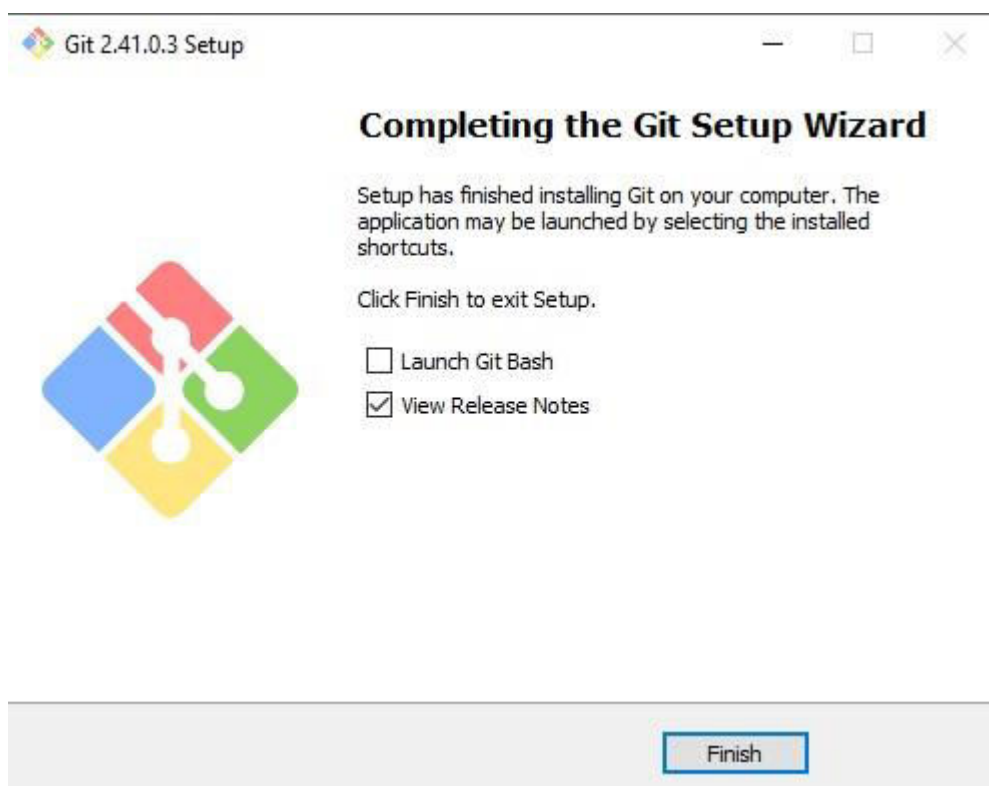 Git 2.41.0.3 Setup
Completing the Git Setup Wizard
Setup has finished installing Git on your computer. The
application may be launched by selecting the installed
shortcuts.
Click Finish to exit Setup.
Launch Git Bash
View Release Notes
Finish